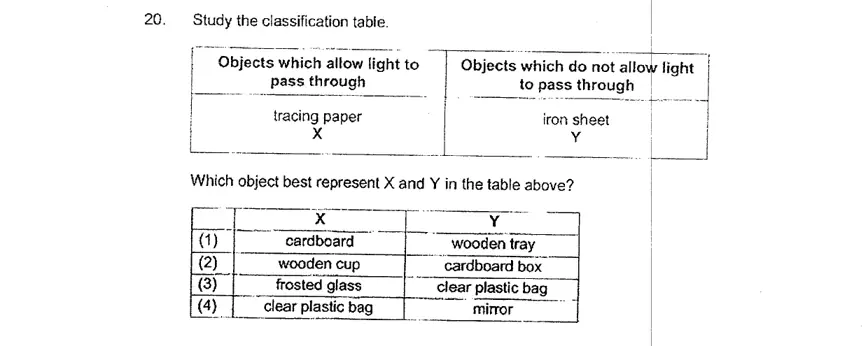 20. Study the classification table.
Objects which allow light to pass through
Objects which do not allow light to pass through
tracing paper
X
iron sheet
Y
Which object best represent X and Y in the table above?
X Y
(1) cardboard wooden tray
(2) wooden cup cardboard box
(3) frosted glass clear plastic bag
(4) clear plastic bag mirror